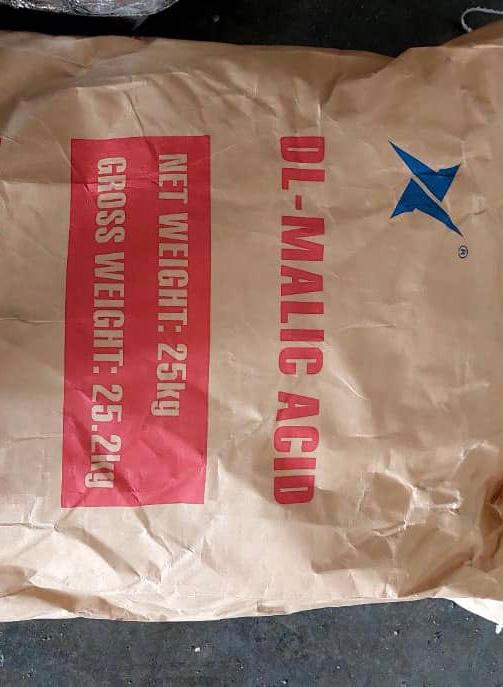 ®
DL-MALIC ACID
NET WEIGHT: 25kg
GROSS WEIGHT: 25.2kg